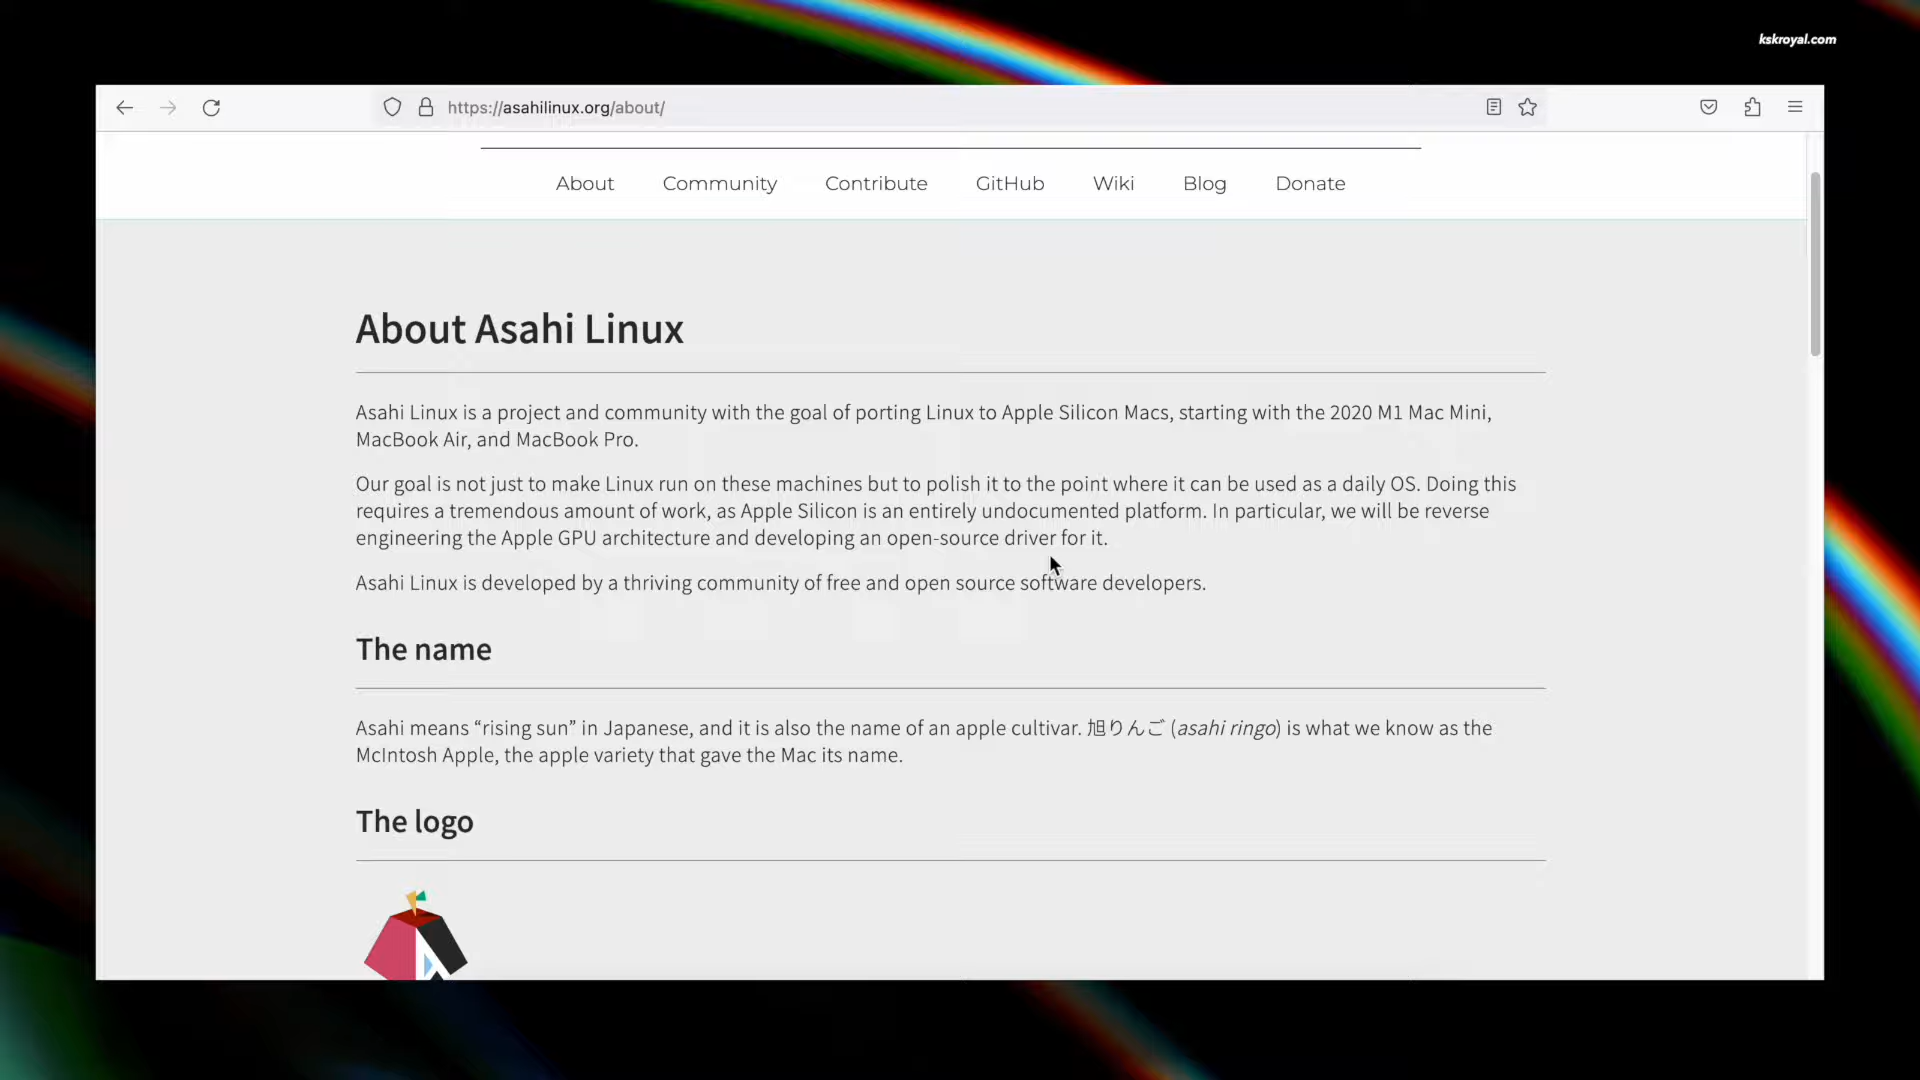 kskroyal.com
https://asahilinux.org/about/
About Community Contribute GitHub Wiki Blog Donate
About Asahi Linux
Asahi Linux is a project and community with the goal of porting Linux to Apple Silicon Macs, starting with the 2020 M1 Mac Mini,
MacBook Air, and MacBook Pro.
Our goal is not just to make Linux run on these machines but to polish it to the point where it can be used as a daily OS. Doing this
requires a tremendous amount of work, as Apple Silicon is an entirely undocumented platform. In particular, we will be reverse
engineering the Apple GPU architecture and developing an open-source driver for it.
Asahi Linux is developed by a thriving community of free and open source software developers.
The name
Asahi means “rising sun” in Japanese, and it is also the name of an apple cultivar. 旭りんご (asahi ringo) is what we know as the
McIntosh Apple, the apple variety that gave the Mac its name.
The logo